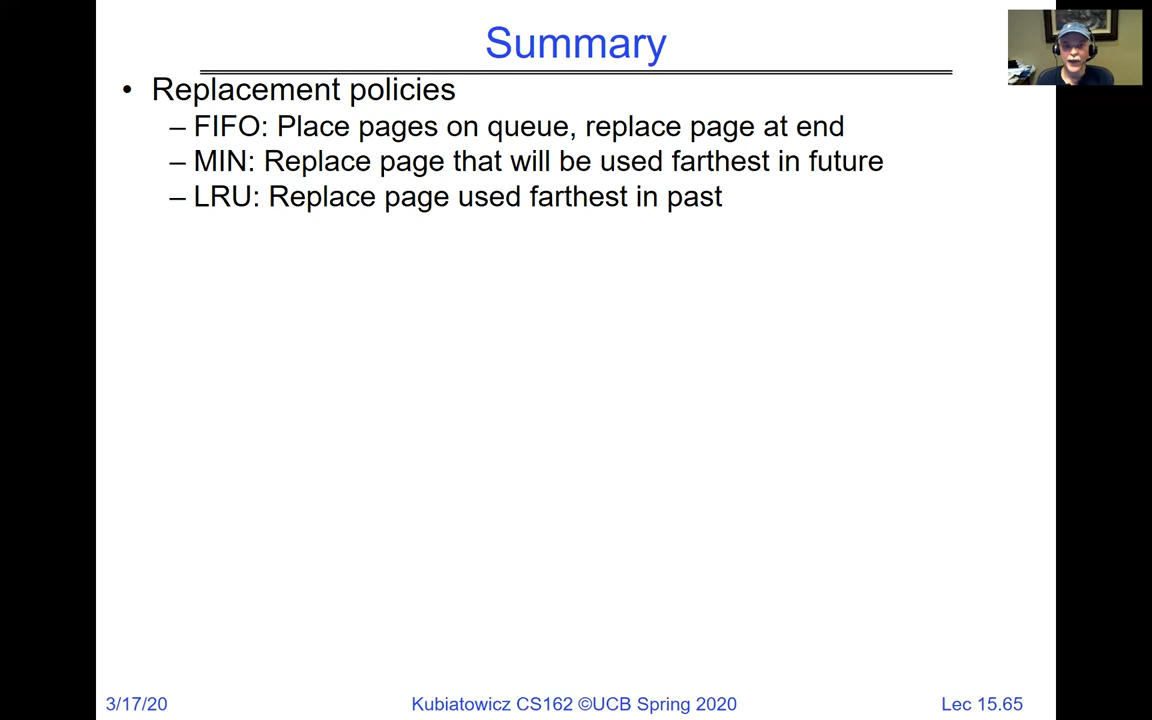 Summary
• Replacement policies
– FIFO: Place pages on queue, replace page at end
– MIN: Replace page that will be used farthest in future
– LRU: Replace page used farthest in past
3/17/20
Kubiatowicz CS162 ©UCB Spring 2020
Lec 15.65